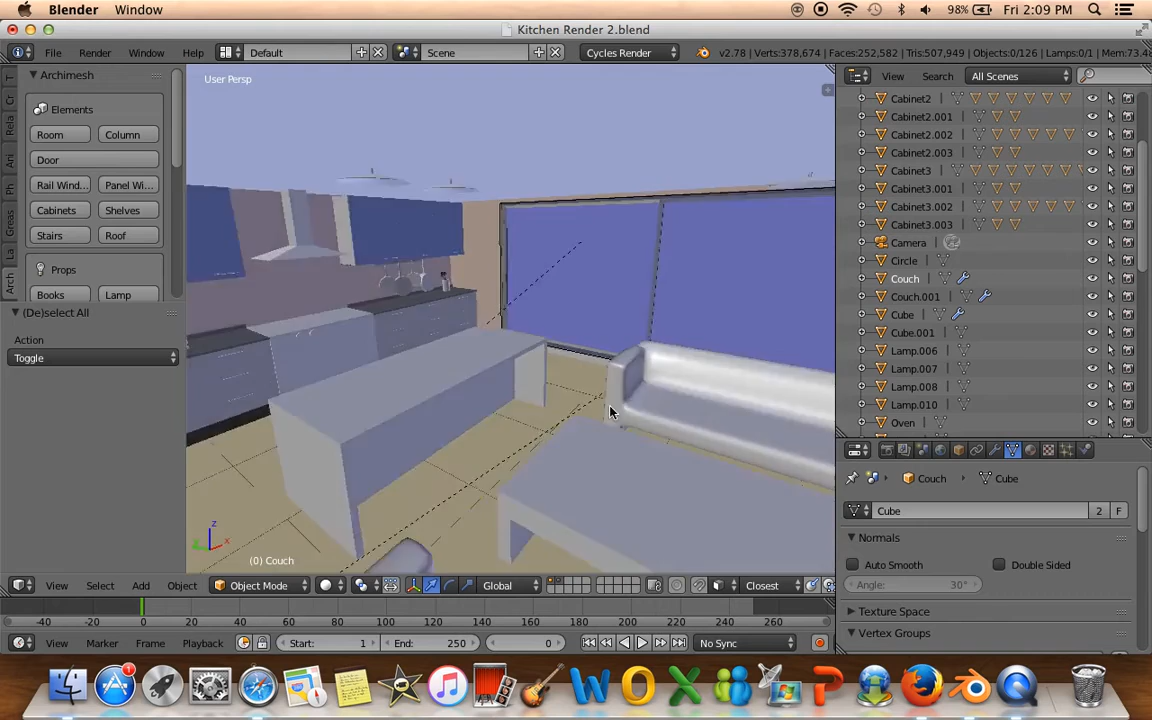 Blender Window 98% Fri 2:09 PM
Kitchen Render 2.blend
File Render Window Help Default Scene Cycles Render v2.78 | Verts:378,674 | Faces:252,582 | Tris:507,949 | Objects:0/126 | Lamps:0/1 |
Archimesh
User Persp
View Search All Scenes
Elements
Room Column
Door
Rail Wind... Panel Wi...
Cabinets Shelves
Stairs Roof
Props
Books Lamp
(De)select All
Action
Toggle
T
Cr
Rela
Ani
Ph
Greas
La
Arch
(0) Couch
Cabinet2
Cabinet2.001
Cabinet2.002
Cabinet2.003
Cabinet3
Cabinet3.001
Cabinet3.002
Cabinet3.003
Camera
Circle
Couch
Couch.001
Cube
Cube.001
Lamp.006
Lamp.007
Lamp.008
Lamp.010
Oven
Couch Cube
Cube 2 F
Normals
Auto Smooth Double Sided
Angle: 30°
Texture Space
Vertex Groups
View Select Add Object Object Mode Global Closest
-40 -20 0 20 40 60 80 100 120 140 160 180 200 220 240 260
View Marker Frame Playback Start: 1 End: 250 0 No Sync